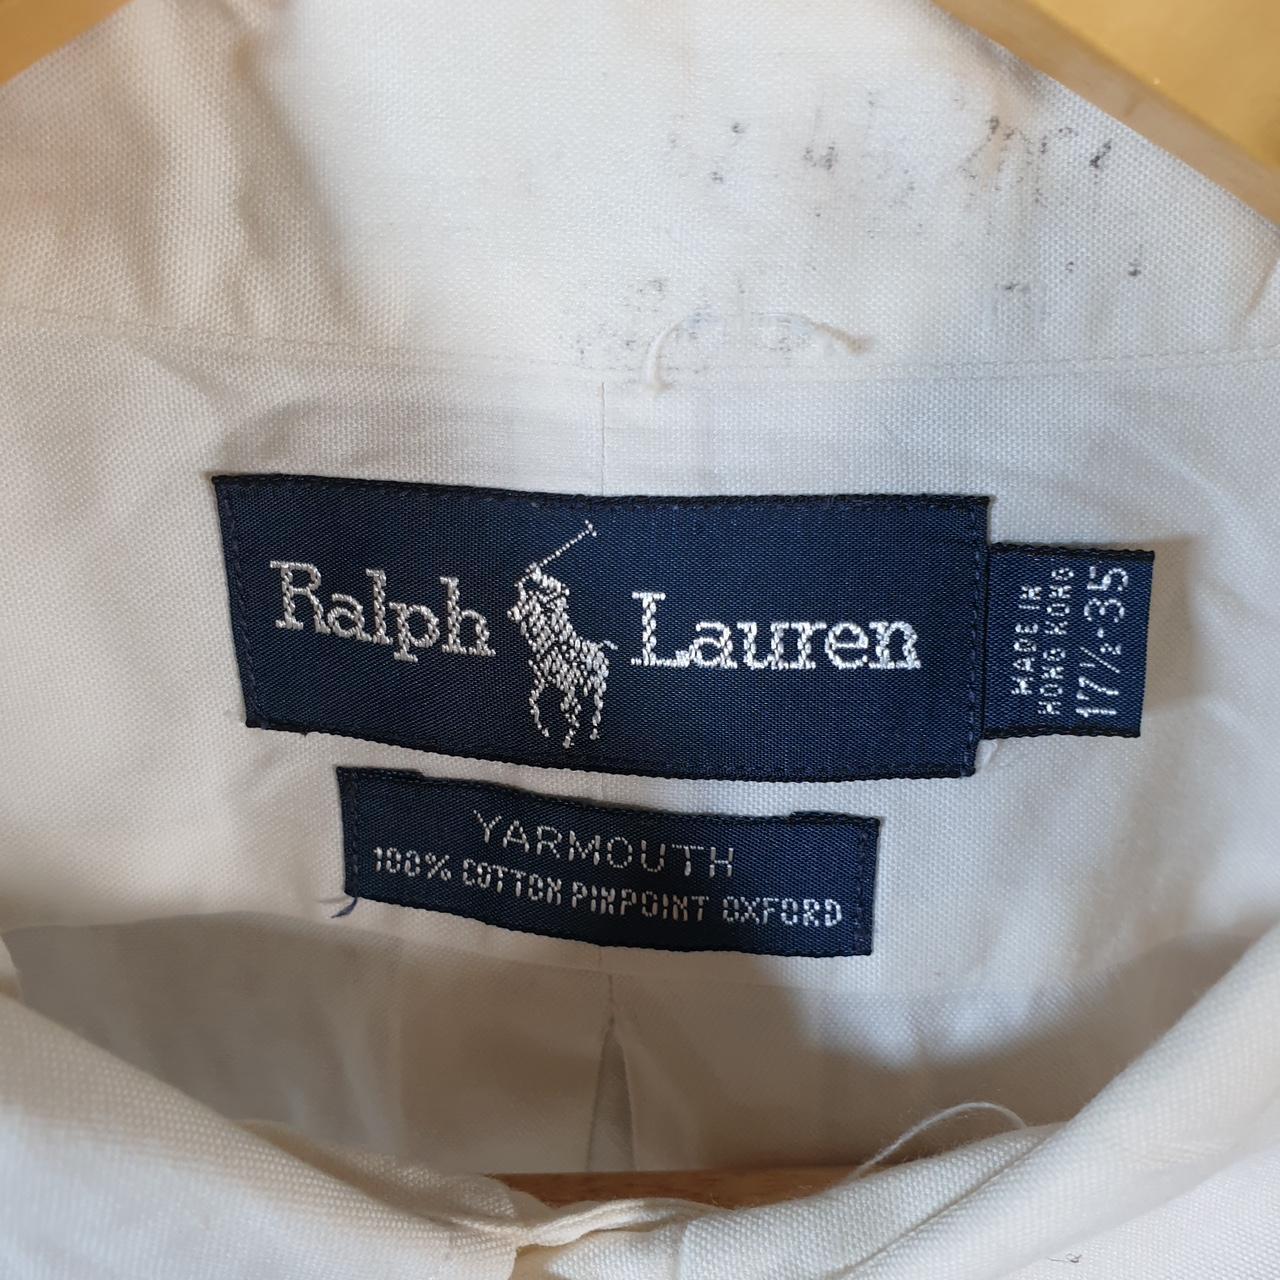 Ralph Lauren
MADE IN
HONG KONG
17½-35
YARMOUTH
100% COTTON PINPOINT OXFORD